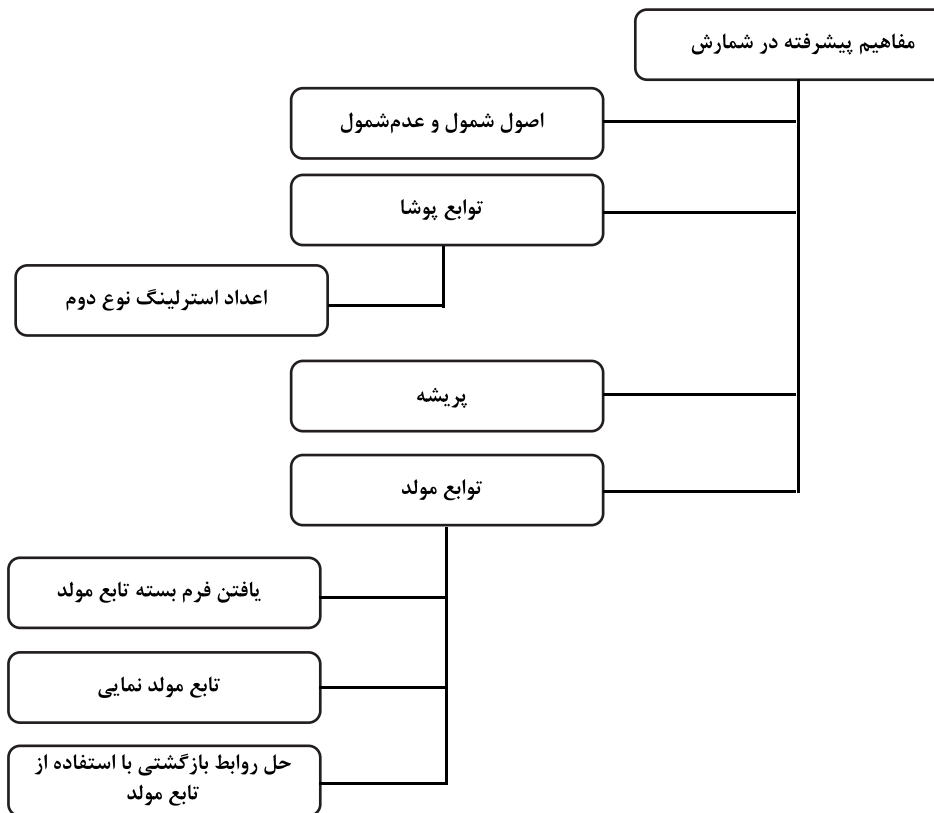 مفاهیم پیشرفته در شمارش
اصول شمول و عدم‌شمول
توابع پوشا
اعداد استرلینگ نوع دوم
پریشه
توابع مولد
یافتن فرم بسته تابع مولد
تابع مولد نمایی
حل روابط بازگشتی با استفاده از
تابع مولد